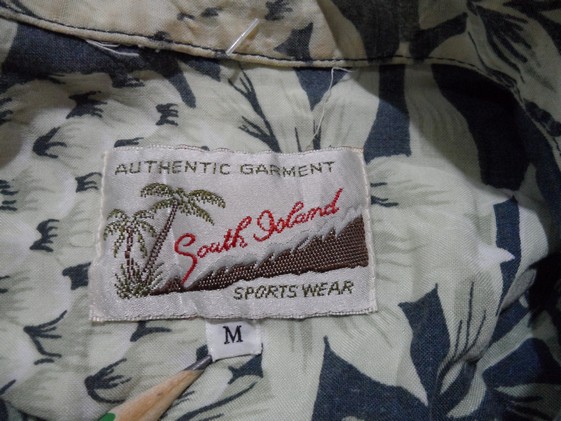 AUTHENTIC GARMENT
South Island
SPORTS WEAR
M